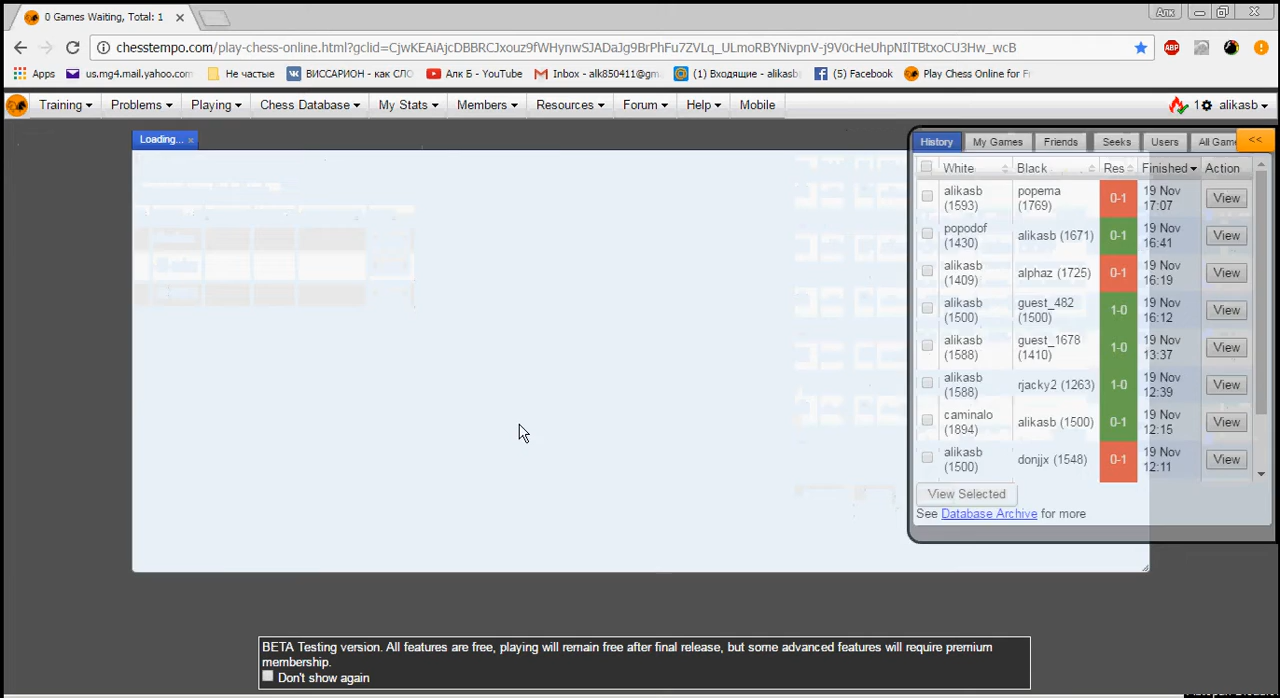 0 Games Waiting, Total: 1
Апк
chesstempo.com/play-chess-online.html?gclid=CjwKEAiAjcDBBRCJxouz9fWHynwSJADaJg9BrPhFu7ZVLq_ULmoRBYNivpnV-j9V0cHeUhpNIlTBtxoCU3Hw_wcB
ABP
Apps us.mg4.mail.yahoo.com Не частые ВИССАРИОН - как СЛО Алк Б - YouTube Inbox - alk850411@gm (1) Входящие - alikasb (5) Facebook Play Chess Online for Fr
Training Problems Playing Chess Database My Stats Members Resources Forum Help Mobile 1 alikasb
Loading... x
History My Games Friends Seeks Users All Game <<
White Black Res Finished Action
alikasb (1593) popema (1769) 0-1 19 Nov 17:07 View
popodof (1430) alikasb (1671) 0-1 19 Nov 16:41 View
alikasb (1409) alphaz (1725) 0-1 19 Nov 16:19 View
alikasb (1500) guest_482 (1500) 1-0 19 Nov 16:12 View
alikasb (1588) guest_1678 (1410) 1-0 19 Nov 13:37 View
alikasb (1588) rjacky2 (1263) 1-0 19 Nov 12:39 View
caminalo (1894) alikasb (1500) 0-1 19 Nov 12:15 View
alikasb (1500) donjjx (1548) 0-1 19 Nov 12:11 View
View Selected
See Database Archive for more
BETA Testing version. All features are free, playing will remain free after final release, but some advanced features will require premium
membership.
Don't show again